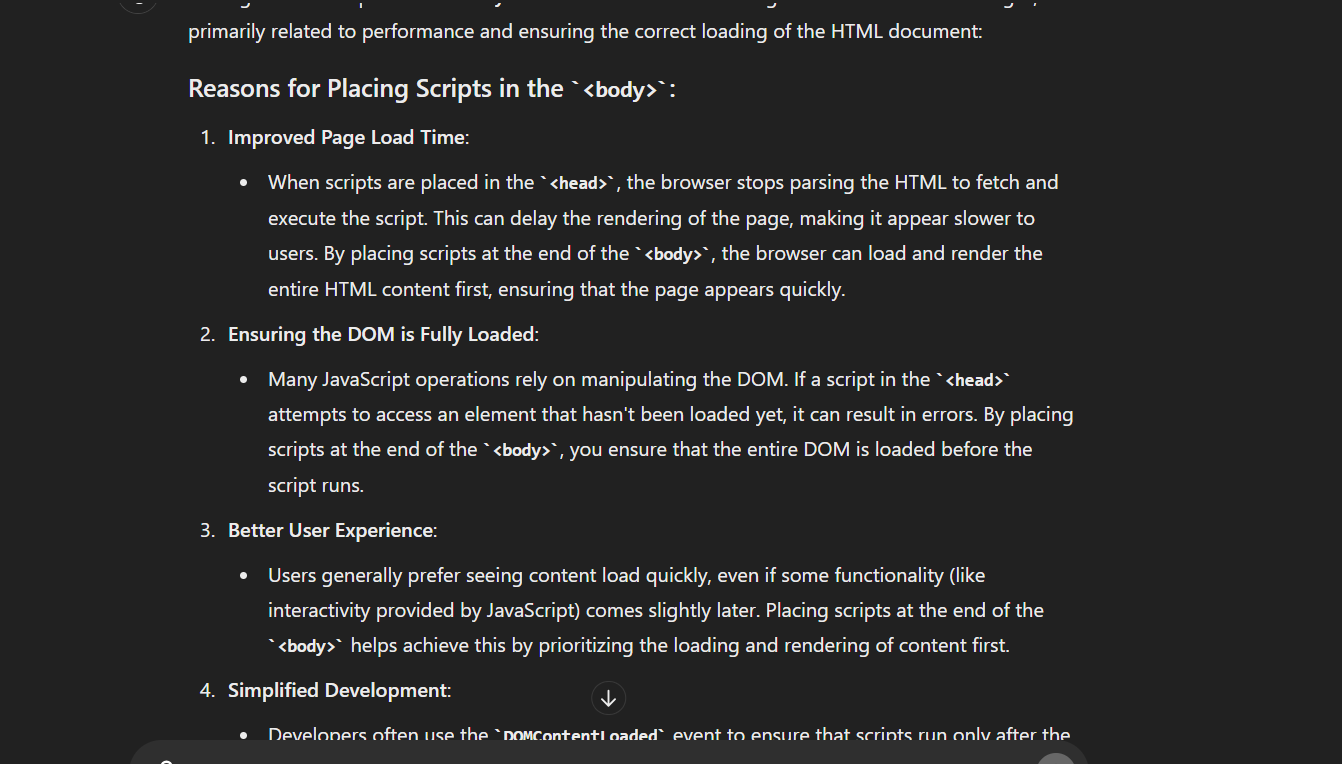 primarily related to performance and ensuring the correct loading of the HTML document:
Reasons for Placing Scripts in the `<body>`:
1. Improved Page Load Time:
• When scripts are placed in the `<head>`, the browser stops parsing the HTML to fetch and
execute the script. This can delay the rendering of the page, making it appear slower to
users. By placing scripts at the end of the `<body>`, the browser can load and render the
entire HTML content first, ensuring that the page appears quickly.
2. Ensuring the DOM is Fully Loaded:
• Many JavaScript operations rely on manipulating the DOM. If a script in the `<head>`
attempts to access an element that hasn't been loaded yet, it can result in errors. By placing
scripts at the end of the `<body>`, you ensure that the entire DOM is loaded before the
script runs.
3. Better User Experience:
• Users generally prefer seeing content load quickly, even if some functionality (like
interactivity provided by JavaScript) comes slightly later. Placing scripts at the end of the
`<body>` helps achieve this by prioritizing the loading and rendering of content first.
4. Simplified Development:
• Developers often use the `DOMContentLoaded` event to ensure that scripts run only after the